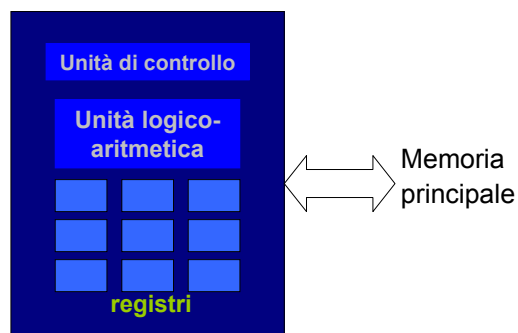 Unità di controllo
Unità logico-
aritmetica
registri
Memoria
principale